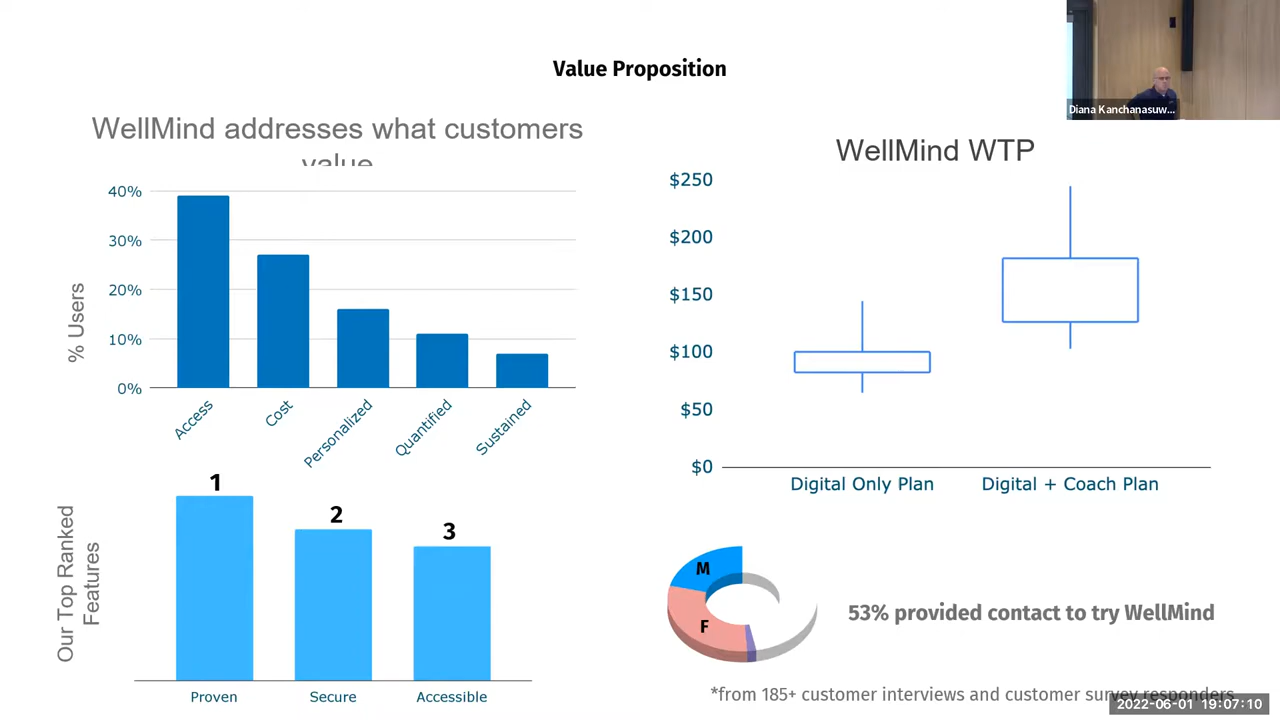 Value Proposition
Diana Kanchanasuw...
WellMind addresses what customers
value
40%
30%
20%
10%
0%
% Users
Access
Cost
Personalized
Quantified
Sustained
WellMind WTP
$250
$200
$150
$100
$50
$0
Digital Only Plan
Digital + Coach Plan
Our Top Ranked
Features
1
2
3
Proven
Secure
Accessible
M
F
53% provided contact to try WellMind
*from 185+ customer interviews and customer survey responders
2022-06-01 19:07:10